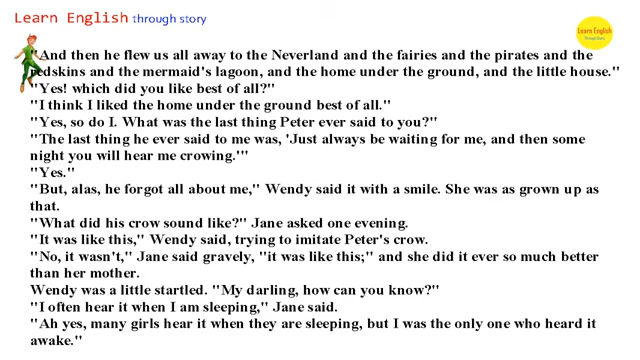 Learn English through story
Learn English
Through Story
"And then he flew us all away to the Neverland and the fairies and the pirates and the
redskins and the mermaid's lagoon, and the home under the ground, and the little house."
"Yes! which did you like best of all?"
"I think I liked the home under the ground best of all."
"Yes, so do I. What was the last thing Peter ever said to you?"
"The last thing he ever said to me was, 'Just always be waiting for me, and then some
night you will hear me crowing.'"
"Yes."
"But, alas, he forgot all about me," Wendy said it with a smile. She was as grown up as
that.
"What did his crow sound like?" Jane asked one evening.
"It was like this," Wendy said, trying to imitate Peter's crow.
"No, it wasn't," Jane said gravely, "it was like this;" and she did it ever so much better
than her mother.
Wendy was a little startled. "My darling, how can you know?"
"I often hear it when I am sleeping," Jane said.
"Ah yes, many girls hear it when they are sleeping, but I was the only one who heard it
awake."